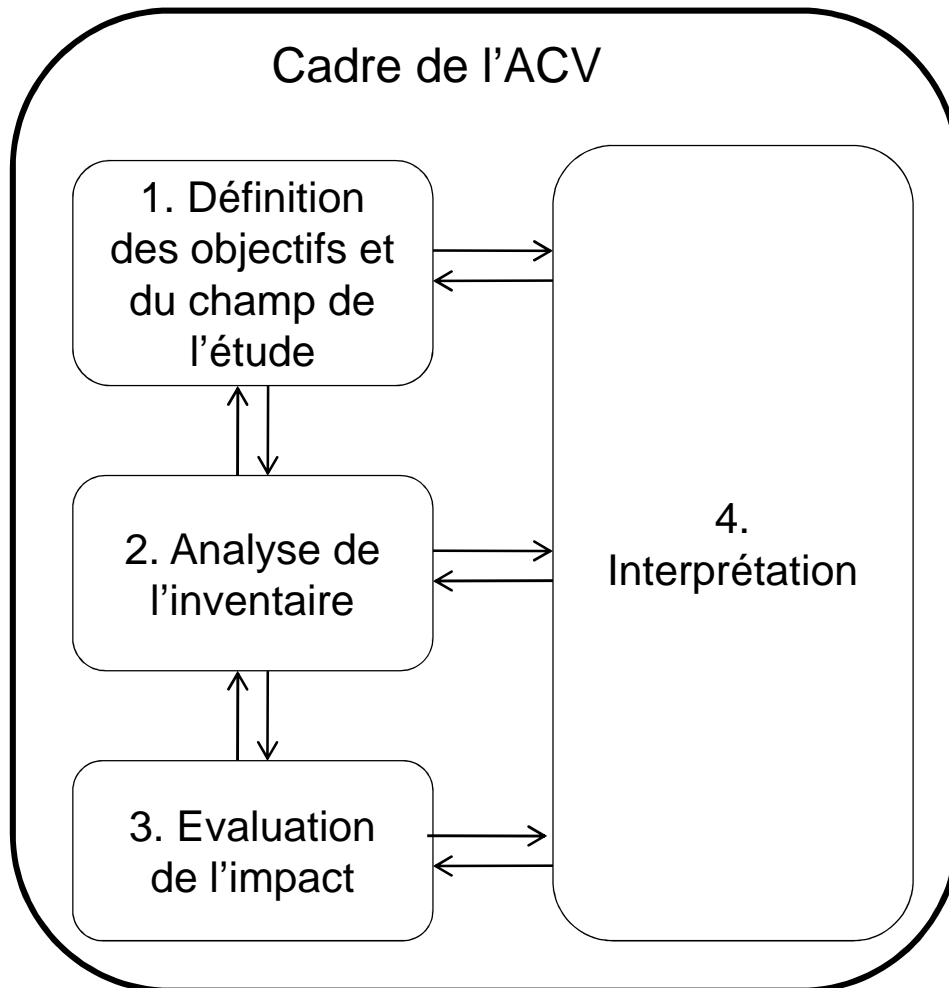 Cadre de l’ACV
1. Définition
des objectifs et
du champ de
l’étude
2. Analyse de
l’inventaire
3. Evaluation
de l’impact
4.
Interprétation